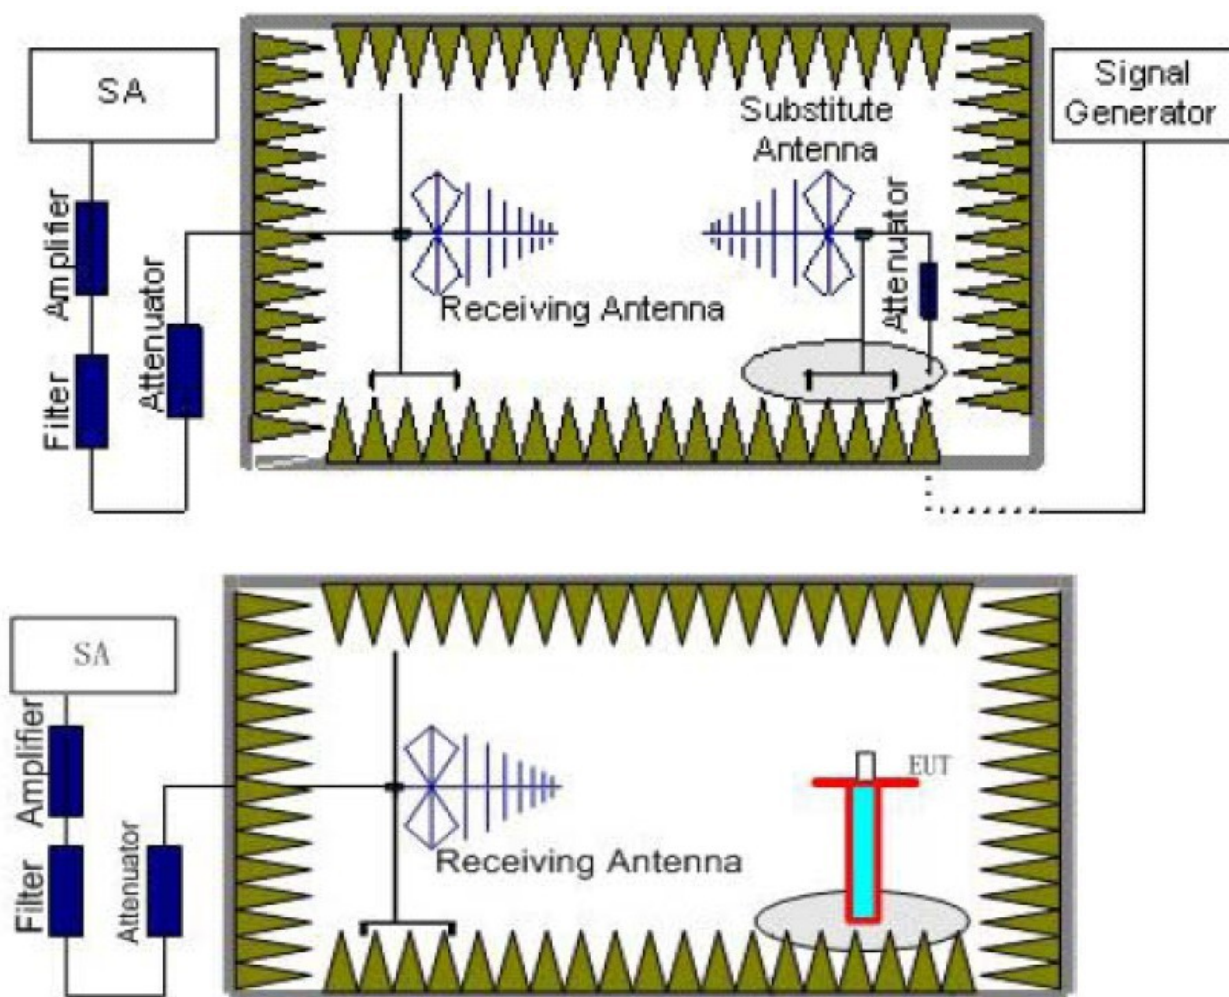 SA
Signal
Generator
Substitute
Antenna
Amplifier
Attenuator
Filter
Receiving Antenna
Attenuator
SA
Amplifier
Filter
Attenuator
Receiving Antenna
EUT